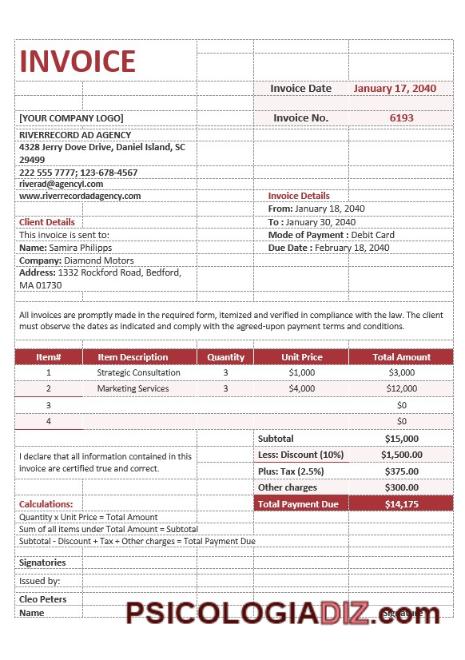 INVOICE
Invoice Date January 17, 2040
[YOUR COMPANY LOGO] Invoice No. 6193
RIVERRECORD AD AGENCY
4328 Jerry Dove Drive, Daniel Island, SC
29499
222 555 7777; 123-678-4567
riverad@agencyl.com
www.riverrecordadagency.com Invoice Details
From: January 18, 2040
Client Details To : January 30, 2040
This invoice is sent to: Mode of Payment : Debit Card
Name: Samira Philipps Due Date : February 18, 2040
Company: Diamond Motors
Address: 1332 Rockford Road, Bedford,
MA 01730
All invoices are promptly made in the required form, itemized and verified in compliance with the law. The client
must observe the dates as indicated and comply with the agreed-upon payment terms and conditions.
Item# Item Description Quantity Unit Price Total Amount
1 Strategic Consultation 3 $1,000 $3,000
2 Marketing Services 3 $4,000 $12,000
3 $0
4 $0
Subtotal $15,000
I declare that all information contained in this Less: Discount (10%) $1,500.00
invoice are certified true and correct. Plus: Tax (2.5%) $375.00
Other charges $300.00
Calculations: Total Payment Due $14,175
Quantity x Unit Price = Total Amount
Sum of all items under Total Amount = Subtotal
Subtotal - Discount + Tax + Other charges = Total Payment Due
Signatories
Issued by:
Cleo Peters
Name Signature
PSICOLOGIADIZ.com